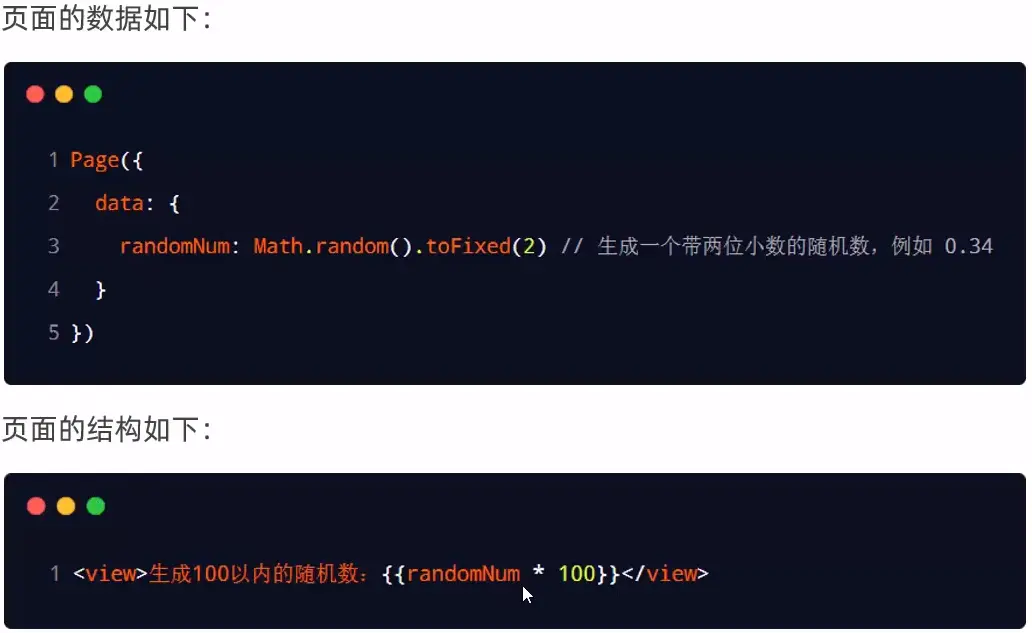 页面的数据如下：
1 Page({
2   data: {
3     randomNum: Math.random().toFixed(2) // 生成一个带两位小数的随机数，例如 0.34
4   }
5 })
页面的结构如下：
1 <view>生成100以内的随机数：{{randomNum * 100}}</view>